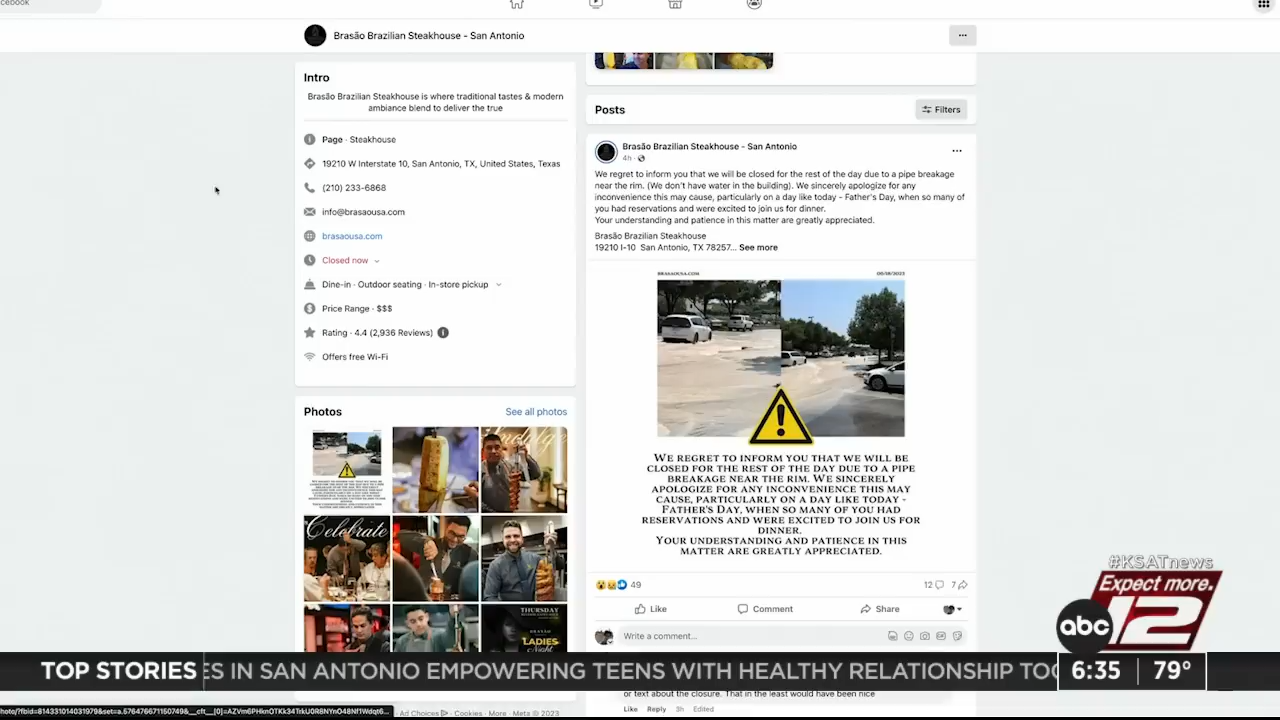 cebook
Brasão Brazilian Steakhouse - San Antonio
Intro
Brasão Brazilian Steakhouse is where traditional tastes & modern
ambiance blend to deliver the true
Page · Steakhouse
19210 W Interstate 10, San Antonio, TX, United States, Texas
(210) 233-6868
info@brasaousa.com
brasaousa.com
Closed now
Dine-in · Outdoor seating · In-store pickup
Price Range · $$$
Rating · 4.4 (2,936 Reviews)
Offers free Wi-Fi
Photos
See all photos
Indulge
Celebrate
THURSDAY
LADIES
Posts
Filters
Brasão Brazilian Steakhouse - San Antonio
4h
We regret to inform you that we will be closed for the rest of the day due to a pipe breakage
near the rim. (We don't have water in the building). We sincerely apologize for any
inconvenience this may cause, particularly on a day like today - Father's Day, when so many of
you had reservations and were excited to join us for dinner.
Your understanding and patience in this matter are greatly appreciated.
Brasão Brazilian Steakhouse
19210 I-10 San Antonio, TX 78257... See more
BRASAOUSA.COM
WE REGRET TO INFORM YOU THAT WE WILL BE
CLOSED FOR THE REST OF THE DAY DUE TO A PIPE
BREAKAGE NEAR THE RIM. WE SINCERELY
APOLOGIZE FOR ANY INCONVENIENCE THIS MAY
CAUSE, PARTICULARLY ON A DAY LIKE TODAY -
FATHER'S DAY, WHEN SO MANY OF YOU HAD
RESERVATIONS AND WERE EXCITED TO JOIN US FOR
DINNER.
YOUR UNDERSTANDING AND PATIENCE IN THIS
MATTER ARE GREATLY APPRECIATED.
49
12
7
Like
Comment
Share
Write a comment...
#KSATnews
Expect more.
abc
12
TOP STORIES
ES IN SAN ANTONIO EMPOWERING TEENS WITH HEALTHY RELATIONSHIP TOO
6:35
79°
or text about the closure. That in the least would have been nice
Like Reply 3h Edited
Ad Choices · Cookies · More · Meta © 2023